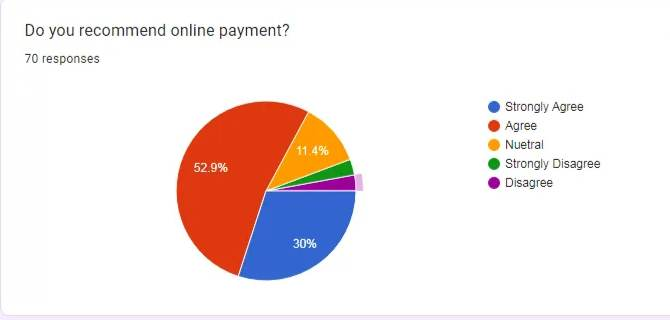 Do you recommend online payment?
70 responses
Strongly Agree
Agree
Nuetral
Strongly Disagree
Disagree
11.4%
52.9%
30%